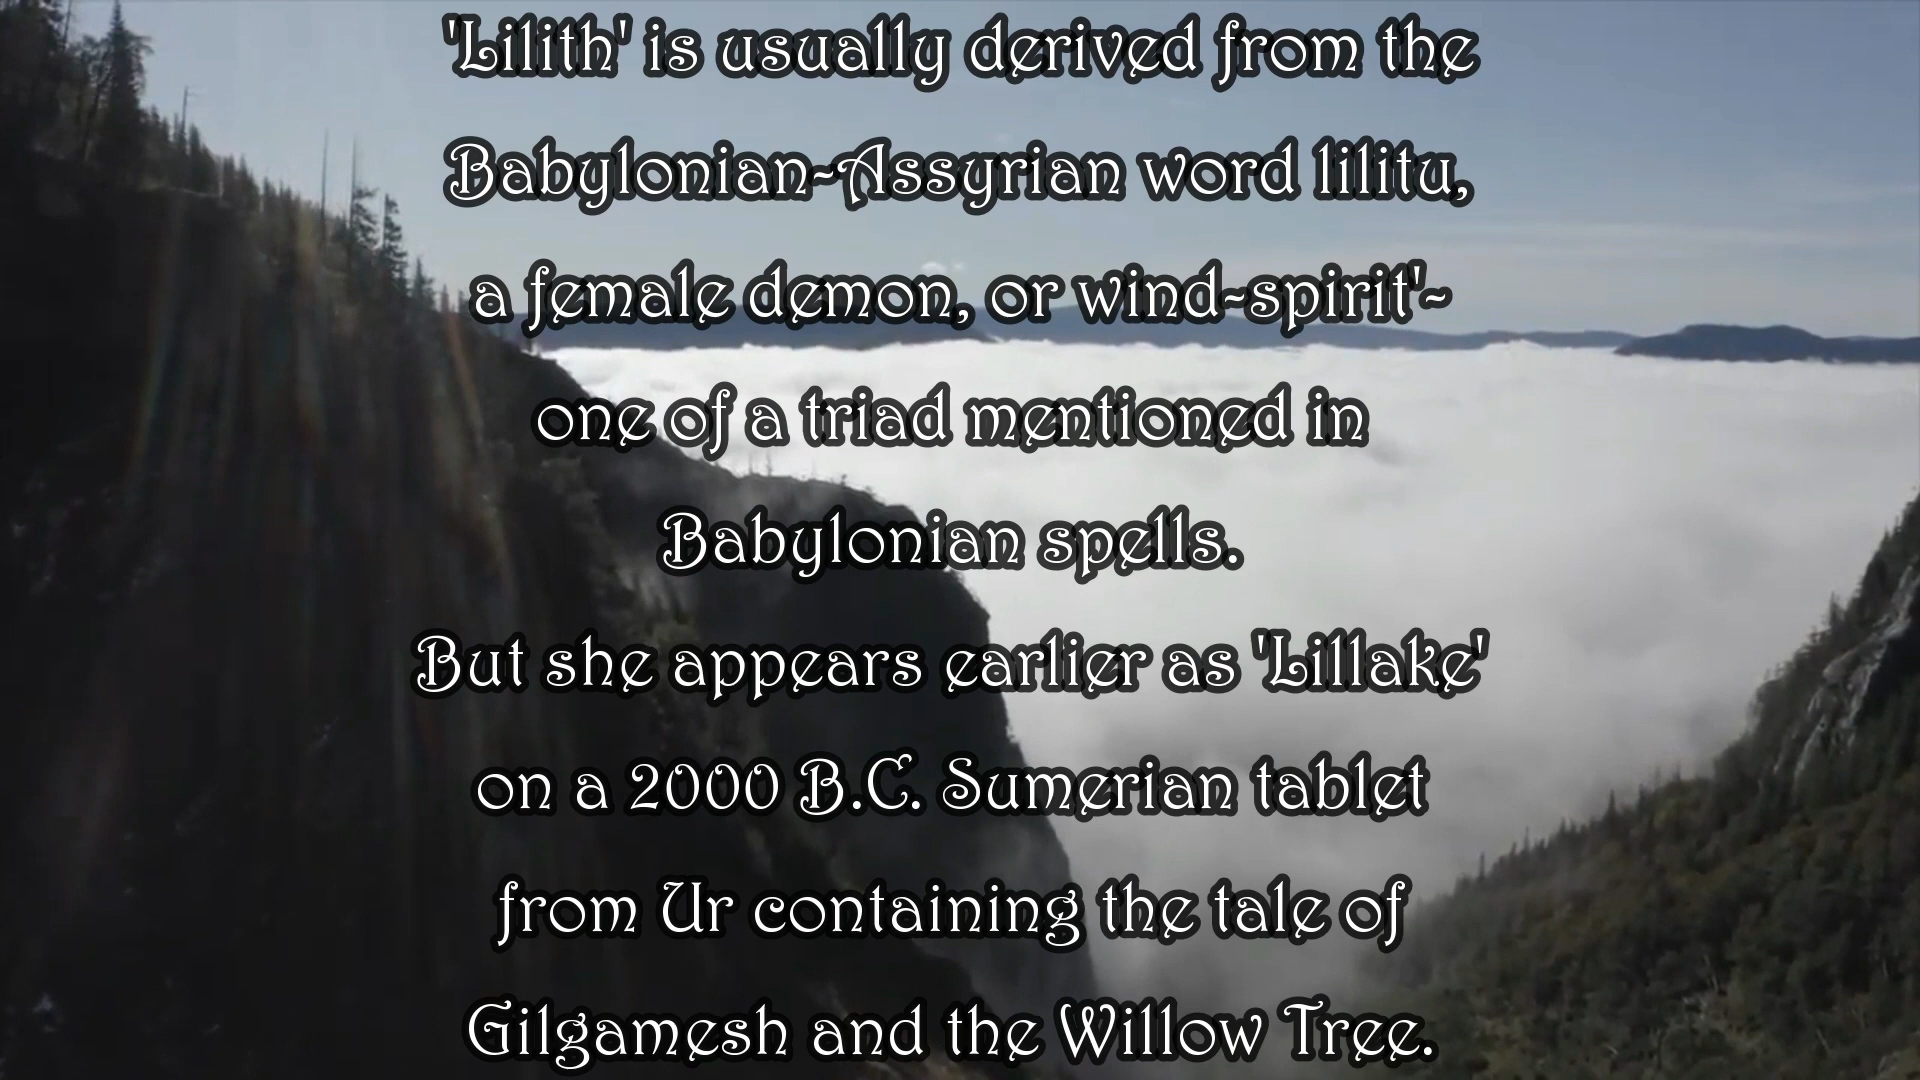 'Lilith' is usually derived from the
Babylonian-Assyrian word lilitu,
a female demon, or wind-spirit'-
one of a triad mentioned in
Babylonian spells.
But she appears earlier as 'Lillake'
on a 2000 B.C. Sumerian tablet
from Ur containing the tale of
Gilgamesh and the Willow Tree.